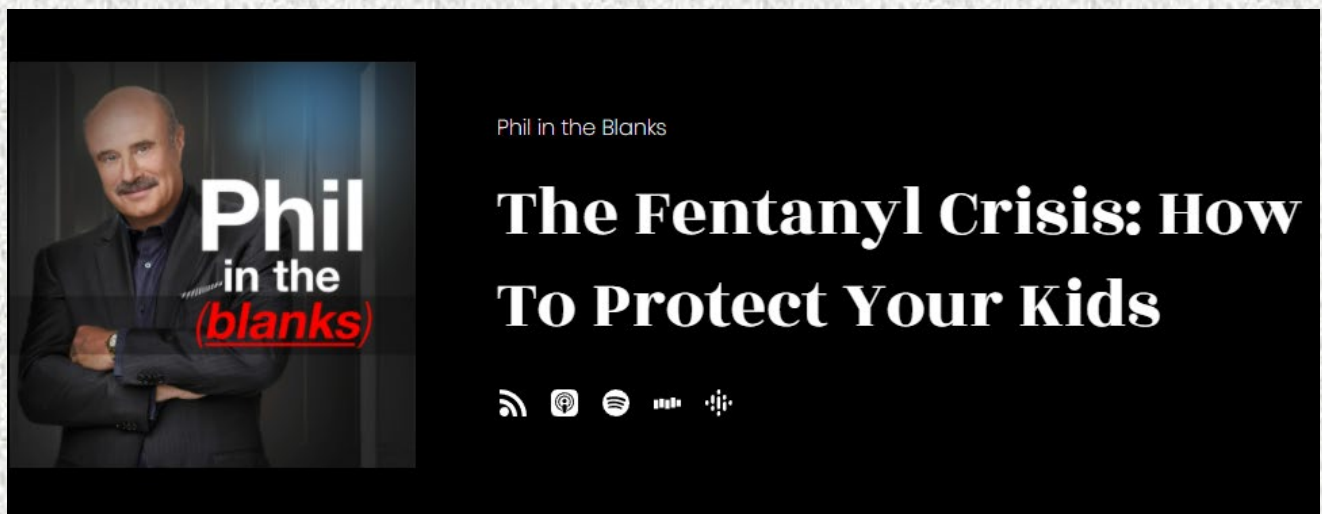 Phil
in the
(blanks)
Phil in the Blanks
The Fentanyl Crisis: How
To Protect Your Kids